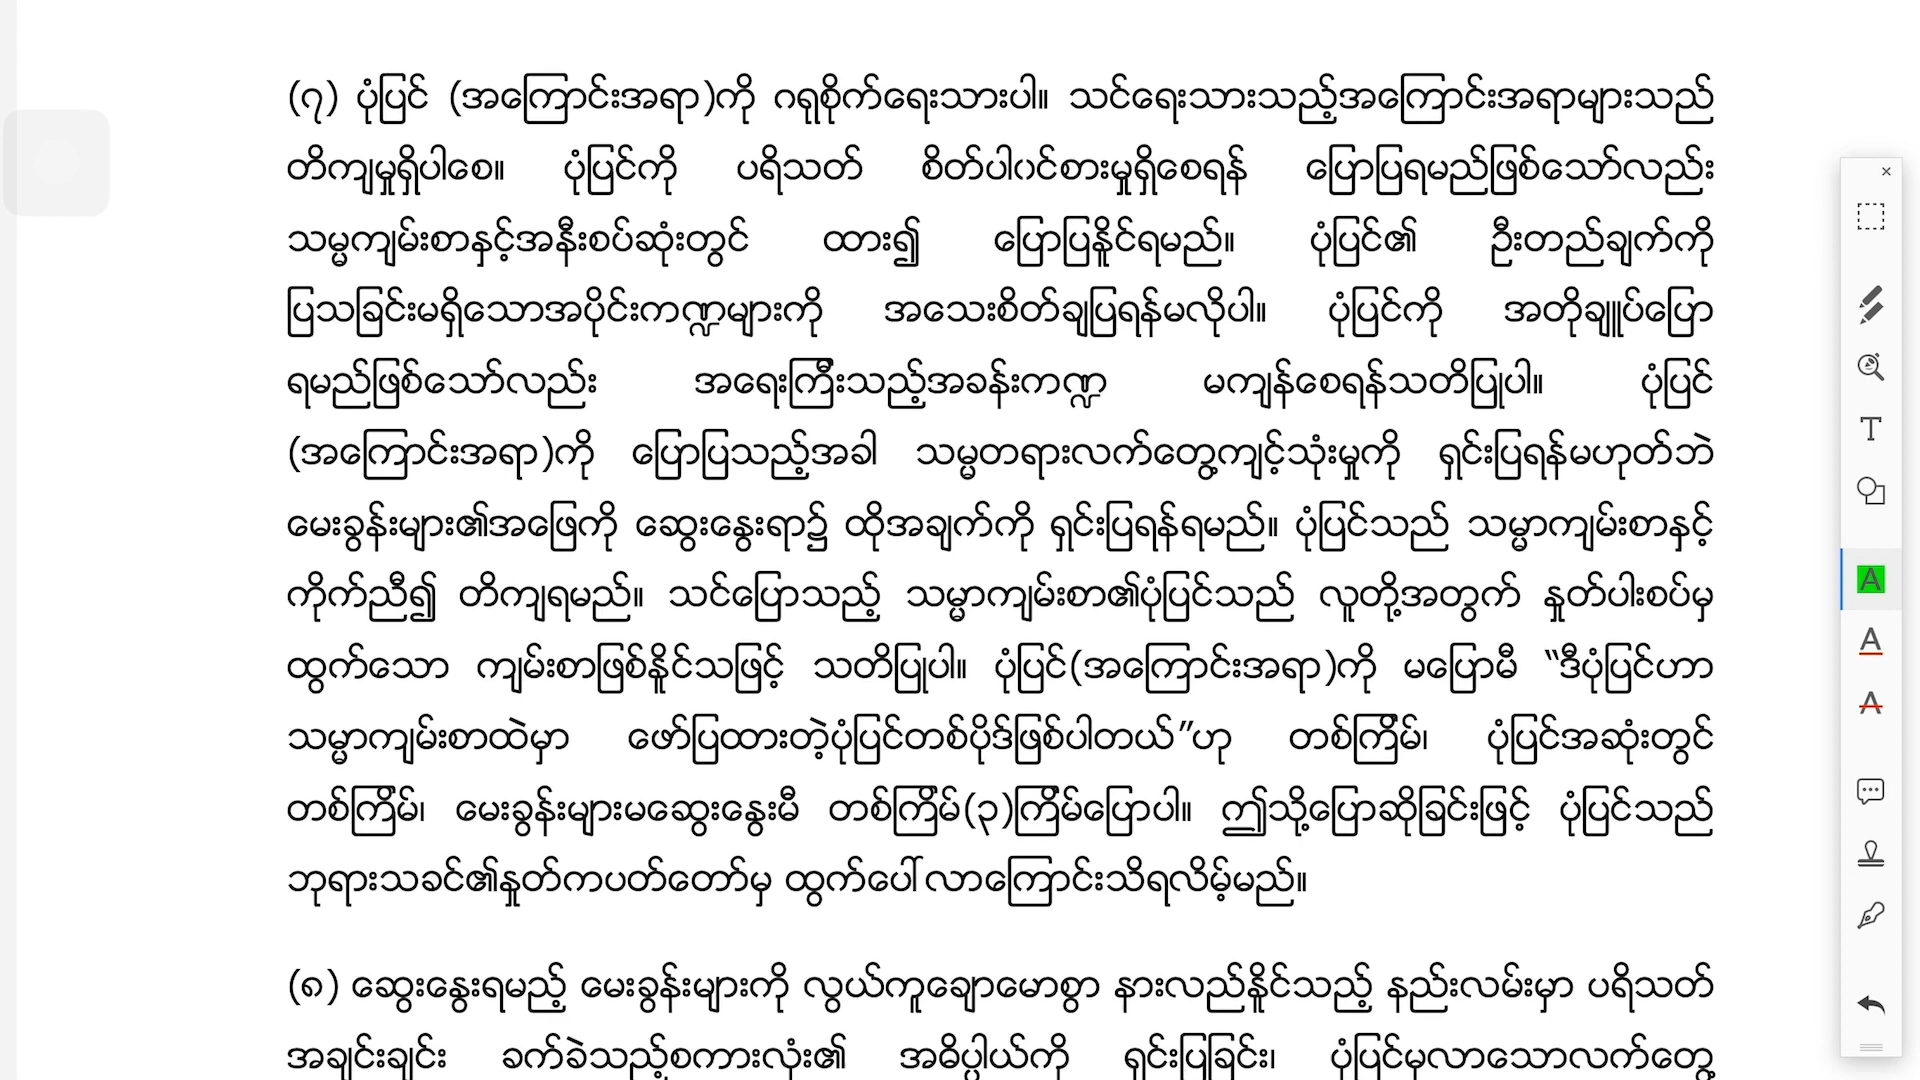 (၇) ပုံပြင် (အကြောင်းအရာ)ကို ဂရုစိုက်ရေးသားပါ။ သင်ရေးသားသည့်အကြောင်းအရာများသည်
တိကျမှုရှိပါစေ။ ပုံပြင်ကို ပရိသတ် စိတ်ပါဝင်စားမှုရှိစေရန် ပြောပြရမည်ဖြစ်သော်လည်း
သမ္မကျမ်းစာနှင့်အနီးစပ်ဆုံးတွင် ထား၍ ပြောပြနိူင်ရမည်။ ပုံပြင်၏ ဦးတည်ချက်ကို
ပြသခြင်းမရှိသောအပိုင်းကဏ္ဍများကို အသေးစိတ်ချပြရန်မလိုပါ။ ပုံပြင်ကို အတိုချူပ်ပြော
ရမည်ဖြစ်သော်လည်း အရေးကြီးသည့်အခန်းကဏ္ဍ မကျန်စေရန်သတိပြုပါ။ ပုံပြင်
(အကြောင်းအရာ)ကို ပြောပြသည့်အခါ သမ္မတရားလက်တွေ့ကျင့်သုံးမှုကို ရှင်းပြရန်မဟုတ်ဘဲ
မေးခွန်းများ၏အဖြေကို ဆွေးနွေးရာ၌ ထိုအချက်ကို ရှင်းပြရန်ရမည်။ ပုံပြင်သည် သမ္မာကျမ်းစာနှင့်
ကိုက်ညီ၍ တိကျရမည်။ သင်ပြောသည့် သမ္မာကျမ်းစာ၏ပုံပြင်သည် လူတို့အတွက် နှုတ်ပါးစပ်မှ
ထွက်သော ကျမ်းစာဖြစ်နိူင်သဖြင့် သတိပြုပါ။ ပုံပြင်(အကြောင်းအရာ)ကို မပြောမီ “ဒီပုံပြင်ဟာ
သမ္မာကျမ်းစာထဲမှာ ဖော်ပြထားတဲ့ပုံပြင်တစ်ပိုဒ်ဖြစ်ပါတယ်”ဟု တစ်ကြိမ်၊ ပုံပြင်အဆုံးတွင်
တစ်ကြိမ်၊ မေးခွန်းများမဆွေးနွေးမီ တစ်ကြိမ်(၃)ကြိမ်ပြောပါ။ ဤသို့ပြောဆိုခြင်းဖြင့် ပုံပြင်သည်
ဘုရားသခင်၏နှုတ်ကပတ်တော်မှ ထွက်ပေါ်လာကြောင်းသိရလိမ့်မည်။
(၈) ဆွေးနွေးရမည့် မေးခွန်းများကို လွယ်ကူချောမောစွာ နားလည်နိူင်သည့် နည်းလမ်းမှာ ပရိသတ်
အချင်းချင်း ခက်ခဲသည့်စကားလုံး၏ အဓိပ္ပါယ်ကို ရှင်းပြခြင်း၊ ပုံပြင်မှလာသောလက်တွေ့